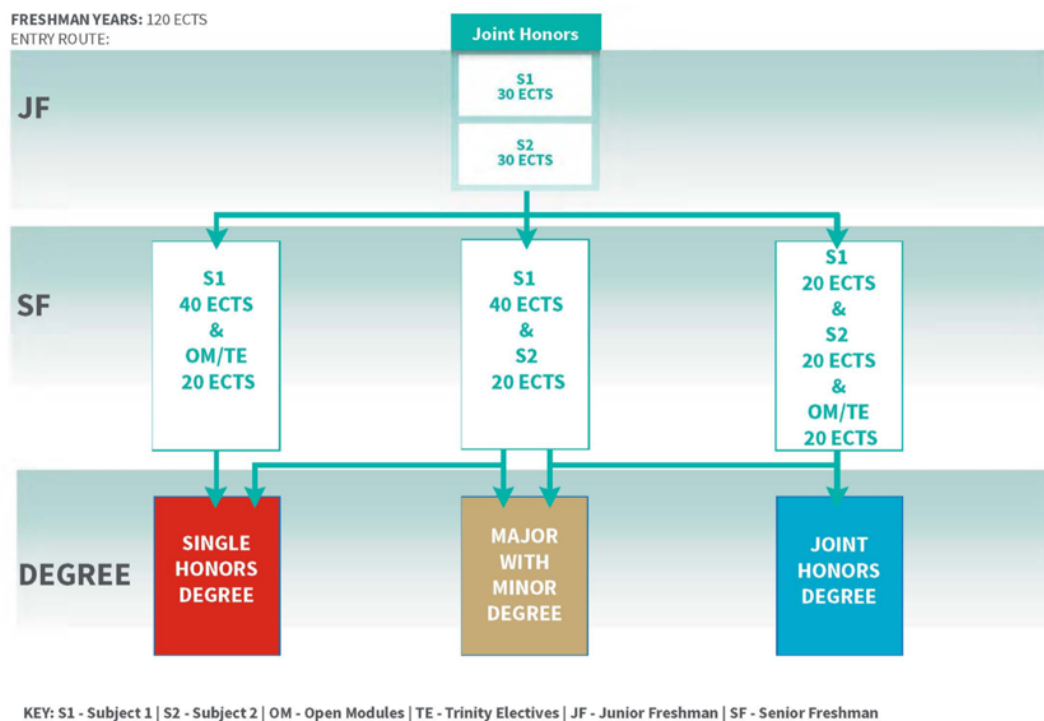 FRESHMAN YEARS: 120 ECTS
ENTRY ROUTE:
Joint Honors
JF
S1
30 ECTS
S2
30 ECTS
SF
S1
40 ECTS
&
OM/TE
20 ECTS
S1
40 ECTS
&
S2
20 ECTS
S1
20 ECTS
&
S2
20 ECTS
&
OM/TE
20 ECTS
DEGREE
SINGLE
HONORS
DEGREE
MAJOR
WITH
MINOR
DEGREE
JOINT
HONORS
DEGREE
KEY: S1 - Subject 1 | S2 - Subject 2 | OM - Open Modules | TE - Trinity Electives | JF - Junior Freshman | SF - Senior Freshman